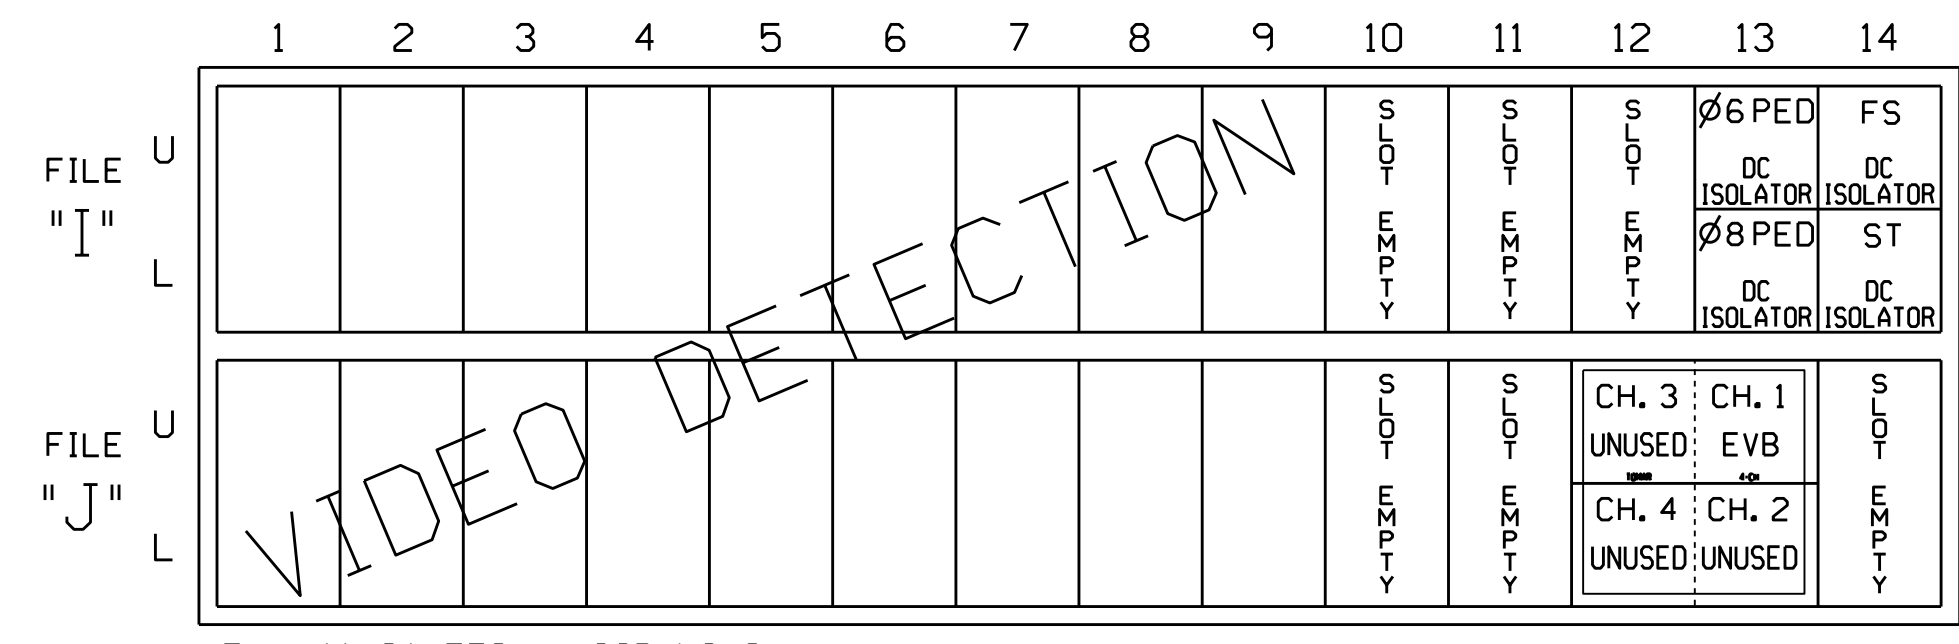 1 2 3 4 5 6 7 8 9 10 11 12 13 14
FILE "I"
U
L
SLOT EMPTY
SLOT EMPTY
SLOT EMPTY
Ø6 PED
DC
ISOLATOR
FS
DC
ISOLATOR
Ø8 PED
DC
ISOLATOR
ST
DC
ISOLATOR
VIDEO DETECTION
FILE "J"
U
L
SLOT EMPTY
SLOT EMPTY
CH. 3
UNUSED
CH. 1
EVB
4-CH
CH. 4
UNUSED
CH. 2
UNUSED
SLOT EMPTY